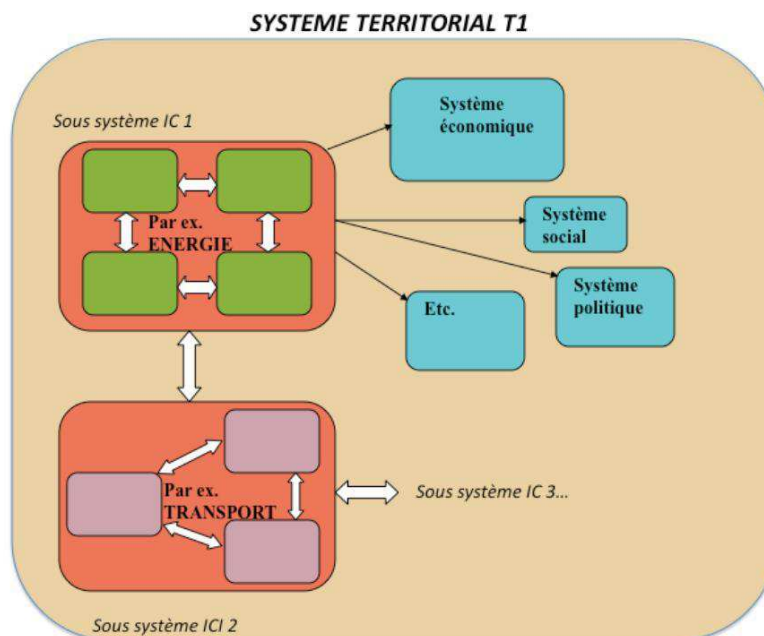 SYSTEME TERRITORIAL T1
Sous système IC 1
Système
économique
Par ex.
ENERGIE
Système
social
Système
politique
Etc.
Par ex.
TRANSPORT
Sous système IC 3...
Sous système ICI 2